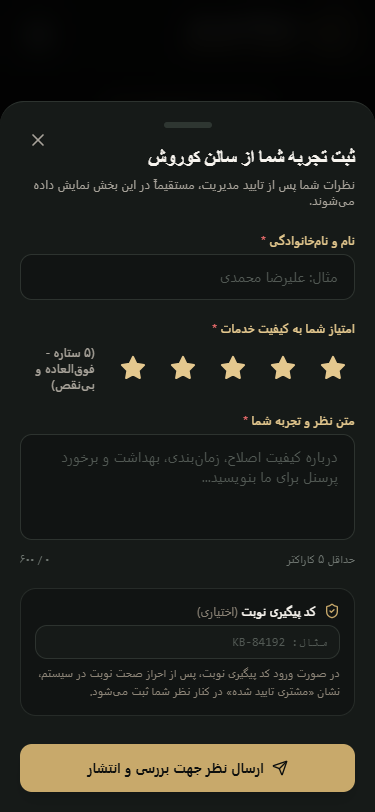 ثبت تجربه شما از سالن کوروش
نظرات شما پس از تایید مدیریت، مستقیماً در این بخش نمایش داده
می‌شوند.
نام و نام‌خانوادگی *
مثال: علیرضا محمدی
امتیاز شما به کیفیت خدمات *
(۵ ستاره -
فوق‌العاده و
بی‌نقص)
متن نظر و تجربه شما *
درباره کیفیت اصلاح، زمان‌بندی، بهداشت و برخورد
پرسنل برای ما بنویسید...
حداقل ۵ کاراکتر
۰ / ۶۰۰
کد پیگیری نوبت (اختیاری)
مثال: KB-84192
در صورت ورود کد پیگیری نوبت، پس از احراز صحت نوبت در سیستم،
نشان «مشتری تایید شده» در کنار نظر شما ثبت می‌شود.
ارسال نظر جهت بررسی و انتشار